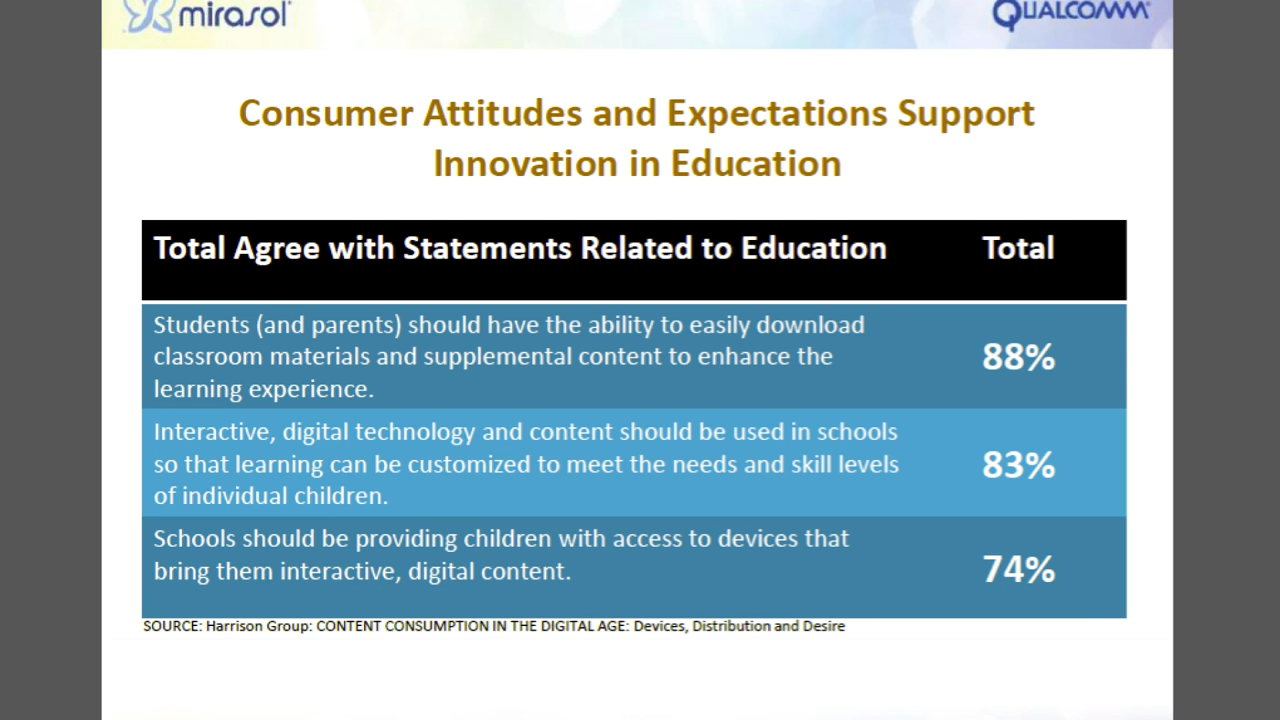 mirasol
QUALCOMM
Consumer Attitudes and Expectations Support
Innovation in Education
Total Agree with Statements Related to Education Total
Students (and parents) should have the ability to easily download
classroom materials and supplemental content to enhance the
learning experience.
88%
Interactive, digital technology and content should be used in schools
so that learning can be customized to meet the needs and skill levels
of individual children.
83%
Schools should be providing children with access to devices that
bring them interactive, digital content.
74%
SOURCE: Harrison Group: CONTENT CONSUMPTION IN THE DIGITAL AGE: Devices, Distribution and Desire